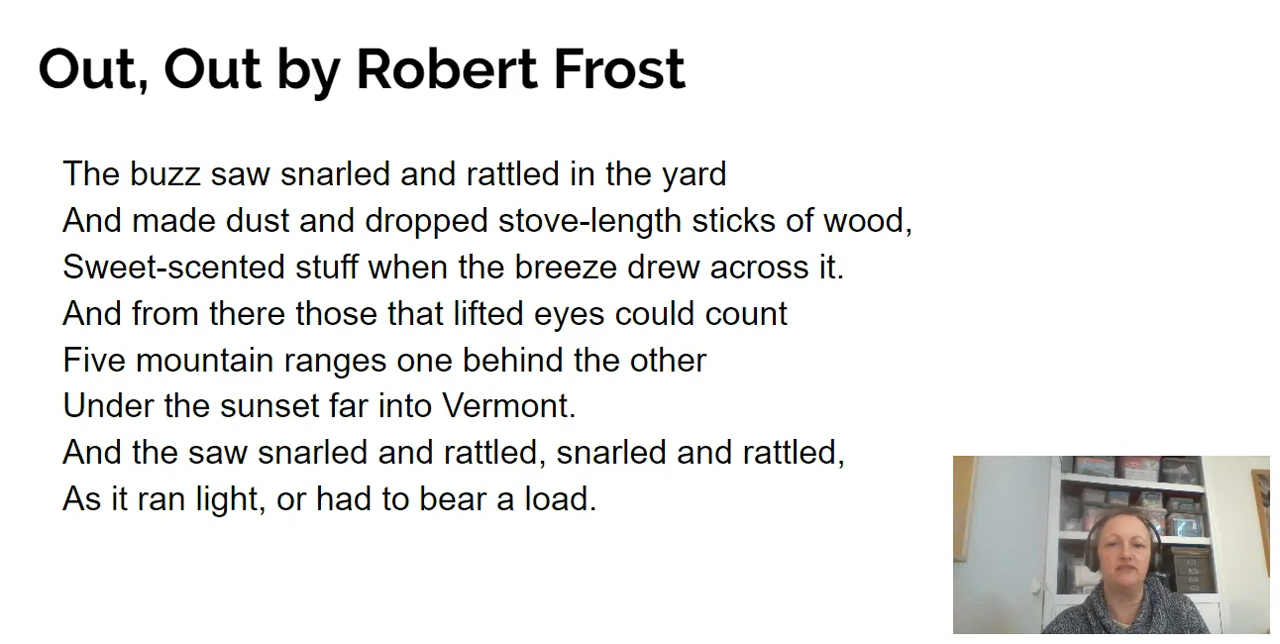 Out, Out by Robert Frost
The buzz saw snarled and rattled in the yard
And made dust and dropped stove-length sticks of wood,
Sweet-scented stuff when the breeze drew across it.
And from there those that lifted eyes could count
Five mountain ranges one behind the other
Under the sunset far into Vermont.
And the saw snarled and rattled, snarled and rattled,
As it ran light, or had to bear a load.